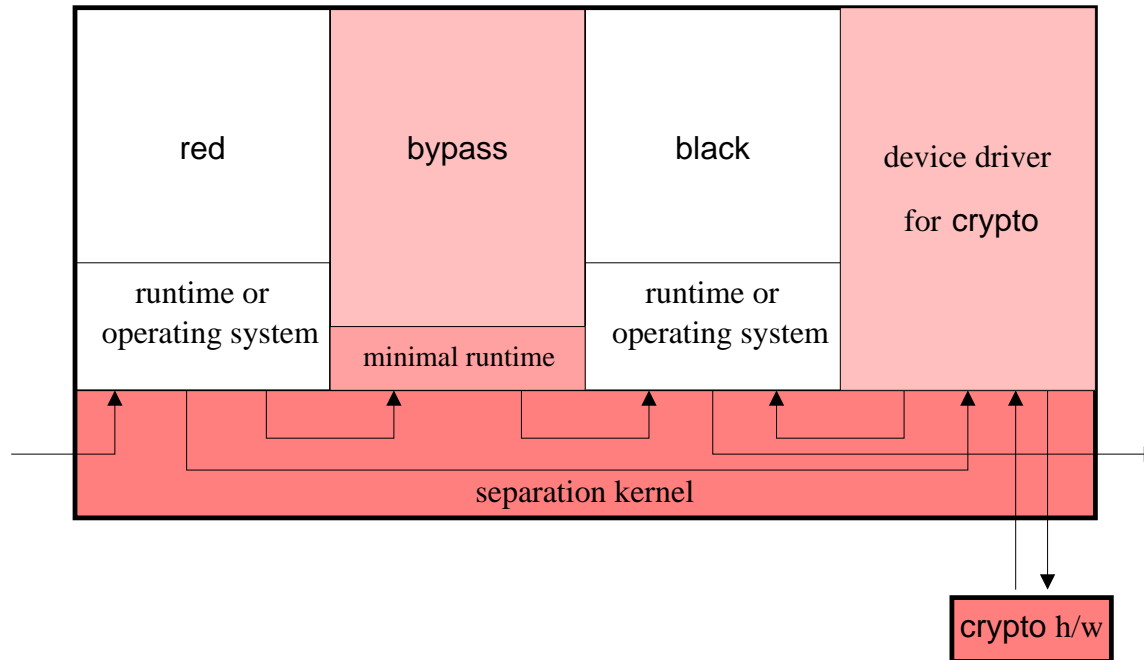 red
bypass
black
device driver
for crypto
runtime or
operating system
minimal runtime
runtime or
operating system
separation kernel
crypto h/w